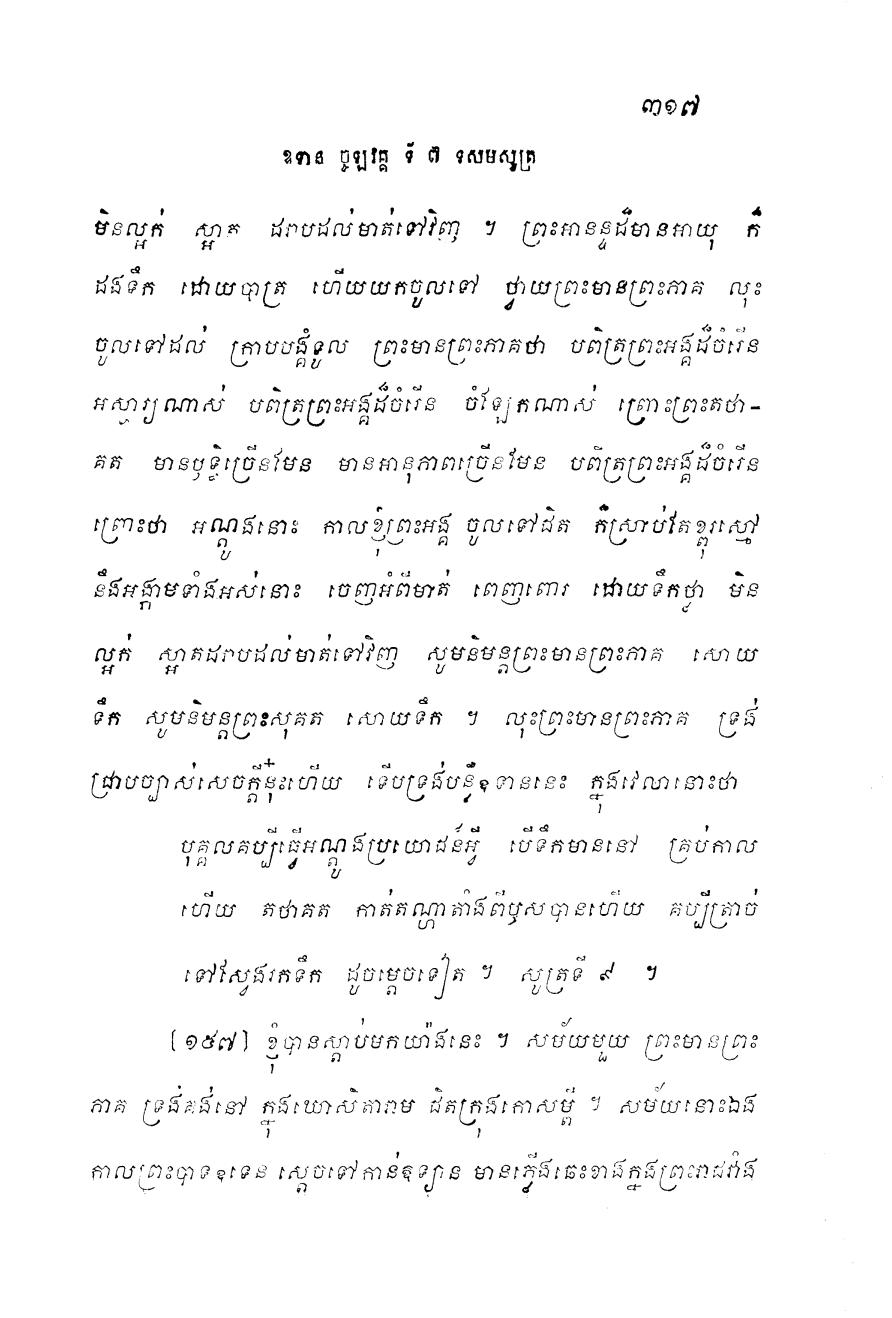 ៣១៧
ឧទាន ចូឡវគ្គ ទី ៧ ទសមសូត្រ
មិនល្អក់ ស្អាត ដរាបដល់មាត់ទៅវិញ ។ ព្រះអានន្ទដ៏មានអាយុ ក៏
ដងទឹក ដោយបាត្រ ហើយយកចូលទៅ ថ្វាយព្រះមានព្រះភាគ លុះ
ចូលទៅដល់ ក្រាបបង្គំទូល ព្រះមានព្រះភាគថា បពិត្រព្រះអង្គដ៏ចំរើន
អស្ចារ្យណាស់ បពិត្រព្រះអង្គដ៏ចំរើន ចំឡែកណាស់ ព្រោះព្រះតថា-
គត មានឫទ្ធិច្រើនមែន មានអានុភាពច្រើនមែន បពិត្រព្រះអង្គដ៏ចំរើន
ព្រោះថា អណ្តូងនោះ កាលខ្ញុំព្រះអង្គ ចូលទៅជិត ក៏ស្រាប់តែខ្ពុរស្មៅ
នឹងអង្កាមទាំងអស់នោះ ចេញអំពីមាត់ ពេញពោរ ដោយទឹកថ្លា មិន
ល្អក់ ស្អាតដរាបដល់មាត់ទៅវិញ សូមនិមន្តព្រះមានព្រះភាគ សោយ
ទឹក សូមនិមន្តព្រះសុគត សោយទឹក ។ លុះព្រះមានព្រះភាគ ទ្រង់
ជ្រាបច្បាស់សេចក្តីនុ៎ះហើយ ទើបទ្រង់បន្លឺឧទាននេះ ក្នុងវេលានោះថា
បុគ្គលគប្បីធ្វើអណ្តូងប្រយោជន៍អ្វី បើទឹកមាននៅ គ្រប់កាល
ហើយ តថាគត កាត់តណ្ហាតាំងពីឫសបានហើយ គប្បីត្រាច់
ទៅស្វែងរកទឹក ដូចម្តេចទៀត ។ សូត្រទី ៩ ។
[១៥៧] ខ្ញុំបានស្តាប់មកយ៉ាងនេះ ។ សម័យមួយ ព្រះមានព្រះ
ភាគ ទ្រង់គង់នៅ ក្នុងឃោសិតារាម ជិតក្រុងកោសម្ពី ។ សម័យនោះឯង
កាលព្រះបាទឧទេន ស្តេចទៅកាន់ឧទ្យាន មានភ្លើងឆេះខាងក្នុងព្រះរាជវាំង